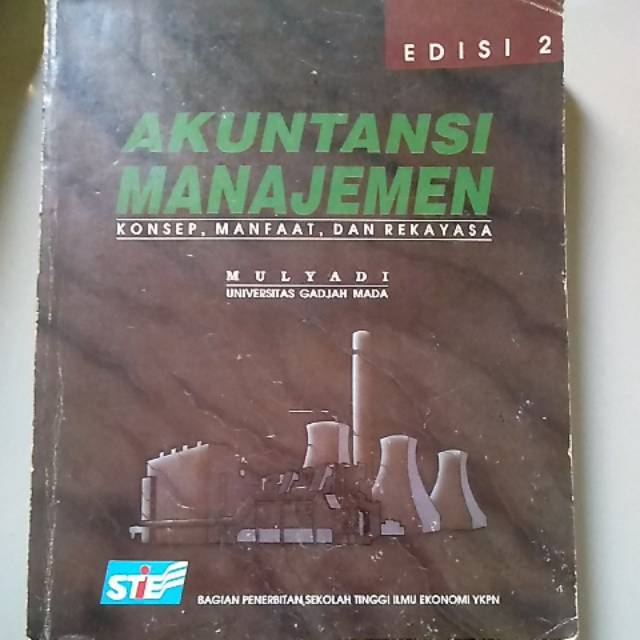 EDISI 2
AKUNTANSI
MANAJEMEN
KONSEP, MANFAAT, DAN REKAYASA
MULYADI
UNIVERSITAS GADJAH MADA
STiE
BAGIAN PENERBITAN, SEKOLAH TINGGI ILMU EKONOMI YKPN